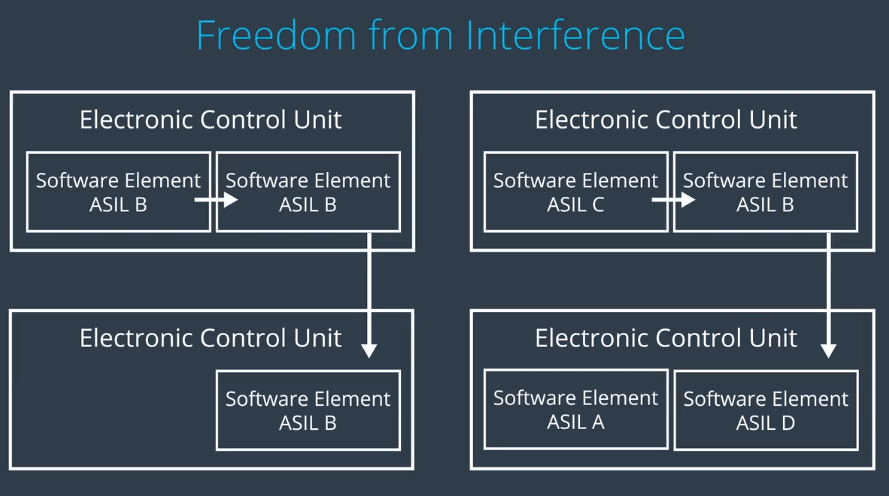 Freedom from Interference
Electronic Control Unit
Software Element
ASIL B
Software Element
ASIL B
Electronic Control Unit
Software Element
ASIL C
Software Element
ASIL B
Electronic Control Unit
Software Element
ASIL B
Electronic Control Unit
Software Element
ASIL A
Software Element
ASIL D